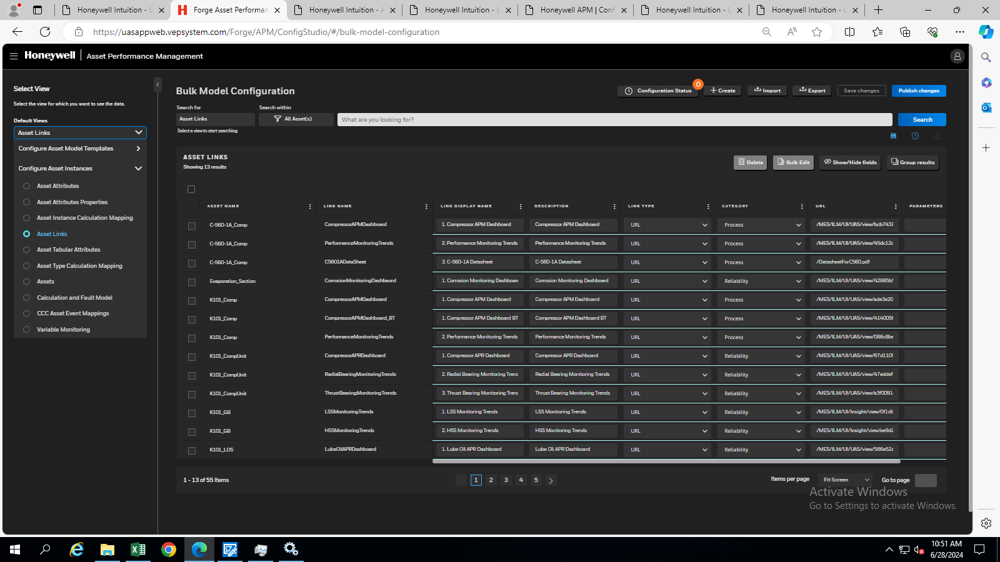 Honeywell Intuition - U
Forge Asset Performan
Honeywell Intuition - A
Honeywell Intuition - U
Honeywell APM | Confi
Honeywell Intuition - U
Honeywell Intuition - U
https://uasappweb.vepsystem.com/Forge/APM/ConfigStudio/#/bulk-model-configuration
Honeywell | Asset Performance Management
Select View
Select the view for which you want to see the data.
Default Views
Asset Links
Configure Asset Model Templates
Configure Asset Instances
Asset Attributes
Asset Attributes Properties
Asset Instance Calculation Mapping
Asset Links
Asset Tabular Attributes
Asset Type Calculation Mapping
Assets
Calculation and Fault Model
CCC Asset Event Mappings
Variable Monitoring
Bulk Model Configuration
Configuration Status 0 Create Import Export Save changes Publish changes
Search for Search within
Asset Links All Asset(s) What are you looking for? Search
Select a view to start searching
ASSET LINKS
Showing 13 results
Delete Bulk Edit Show/Hide fields Group results
ASSET NAME LINK NAME LINK DISPLAY NAME DESCRIPTION LINK TYPE CATEGORY URL PARAMETERS
C-560-1A_Comp CompressorAPMDashboard 1. Compressor APM Dashboard Compressor APM Dashboard URL Process /MES/ILM/UI/UAS/view/bcb7437
C-560-1A_Comp PerformanceMonitoringTrends 2. Performance Monitoring Trends Performance Monitoring Trends URL Process /MES/ILM/UI/UAS/view/45dc12c
C-560-1A_Comp C5601ADataSheet 3. C-560-1A Datasheet C-560-1A Datasheet URL Process /DatasheetForC560.pdf
Evaporation_Section CorrosionMonitoringDashbaord 1. Corrosion Monitoring Dashboan Corrosion Monitoring Dashboard URL Reliability /MES/ILM/UI/UAS/view/42885b5
K101_Comp CompressorAPMDashboard 1. Compressor APM Dashboard Compressor APM Dashboard URL Process /MES/ILM/UI/UAS/view/ade3e20
K101_Comp CompressorAPMDashboard_BT 1. Compressor APM Dashboard BT Compressor APM Dashboard BT URL Process /MES/ILM/UI/UAS/view/414005f
K101_Comp PerformanceMonitoringTrends 2. Performance Monitoring Trends Performance Monitoring Trends URL Process /MES/ILM/UI/UAS/view/086c8be
K101_CompUnit CompressorAPRDashboard 1. Compressor APR Dashboard Compressor APR Dashboard URL Reliability /MES/ILM/UI/UAS/view/67d1109
K101_CompUnit RadialBearingMonitoringTrends 2. Radial Bearing Monitoring Trenc Radial Bearing Monitoring Trends URL Reliability /MES/ILM/UI/UAS/view/47eddef
K101_CompUnit ThrustBearingMonitoringTrends 3. Thrust Bearing Monitoring Trenc Thrust Bearing Monitoring Trends URL Reliability /MES/ILM/UI/UAS/view/a3f0091
K101_GB LSSMonitoringTrends 1. LSS Monitoring Trends LSS Monitoring Trends URL Reliability /MES/ILM/UI/Insight/view/0f1db
K101_GB HSSMonitoringTrends 2. HSS Monitoring Trends HSS Monitoring Trends URL Reliability /MES/ILM/UI/Insight/view/ae9d2
K101_LOS LubeOilAPRDashboard 1. Lube Oil APR Dashboard Lube Oil APR Dashboard URL Reliability /MES/ILM/UI/UAS/view/566e52e
1 - 13 of 55 Items 1 2 3 4 5 Items per page Fit Screen Go to page
Activate Windows
Go to Settings to activate Windows.
10:51 AM
6/28/2024